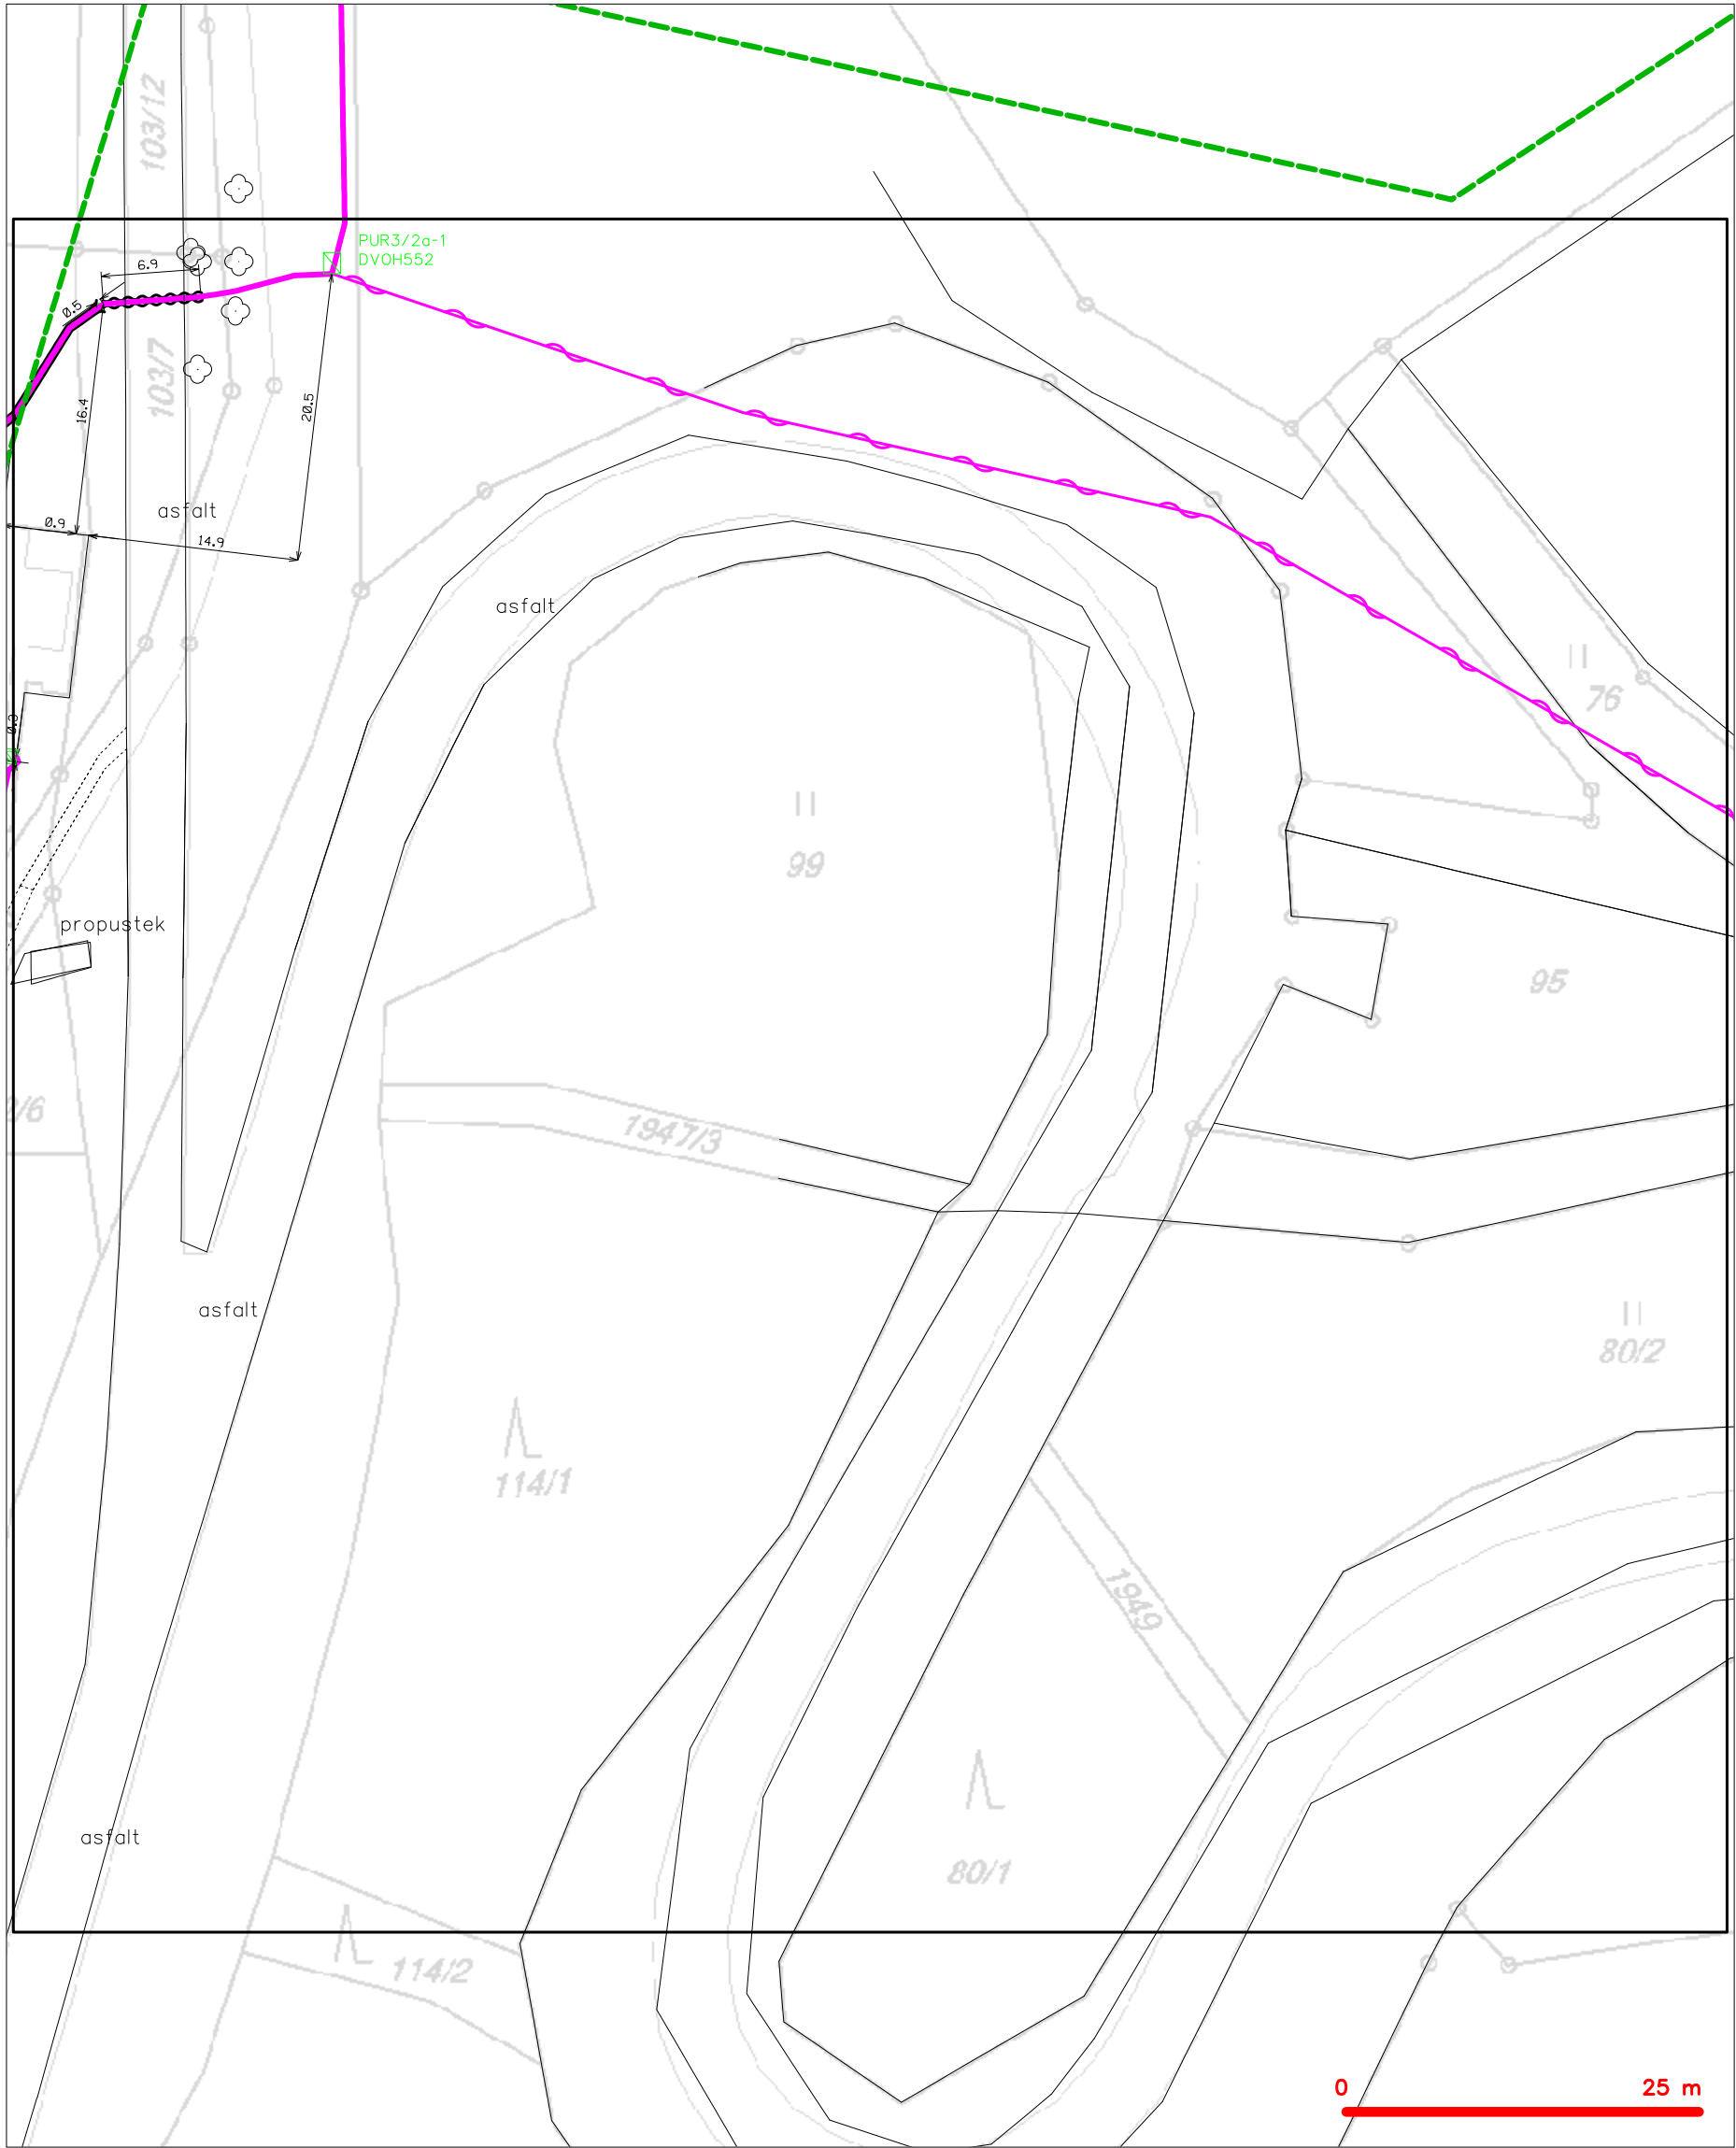 103/12
PUR3/2a-1
DVOH552
6.9
0.5
103/7
16.4
20.5
asfalt
0.9
14.9
asfalt
76
99
propustek
95
1947/3
asfalt
80/2
114/1
1949
asfalt
80/1
114/2
0 25 m